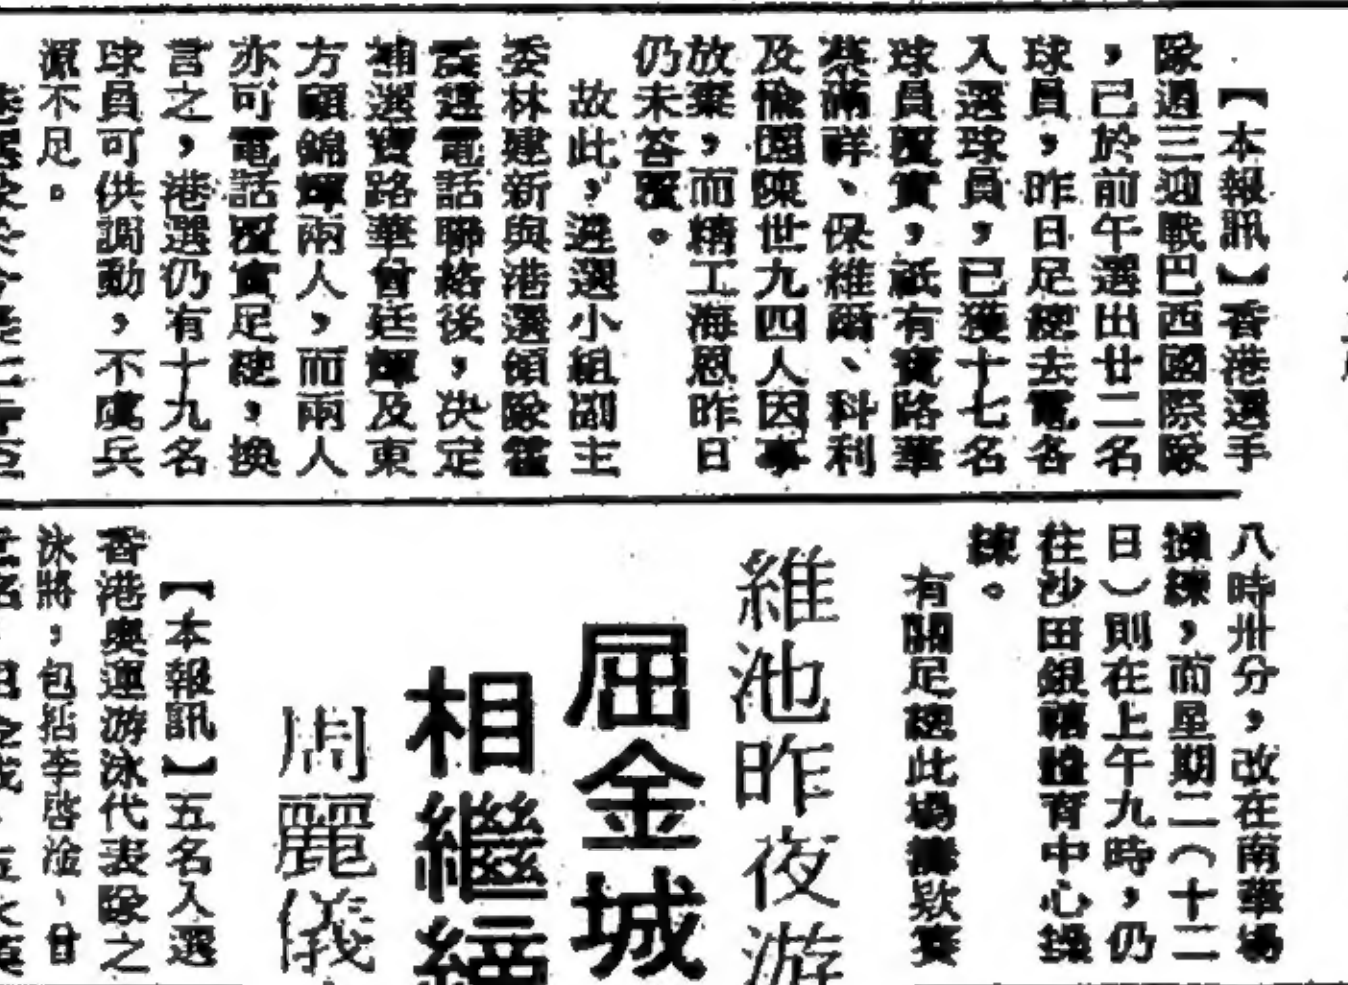 【本報訊】香港選手
隊週三迎戰巴西國際隊
，已於前午選出廿二名
球員，昨日足總去電各
入選球員，已獲十七名
球員覆實，祇有寶路華
蔡滿祥、保維爾、科利
及愉園陳世九四人因事
放棄，而精工海恩昨日
仍未答覆。
故此，遴選小組副主
委林建新與港選領隊霍
震霆電話聯絡後，決定
補選寶路華曾廷輝及東
方顧錦輝兩人，而兩人
亦可電話覆實足總，換
言之，港選仍有十九名
球員可供調動，不虞兵
源不足。
八時卅分，改在南華場
操練，而星期二（十二
日）則在上午九時，仍
往沙田銀禧體育中心操
練。
有關足總此場籌款賽
維池昨夜游
屈金城
相繼續
周麗儀
【本報訊】五名入選
香港奧運游泳代表隊之
泳將，包括李啓淦、